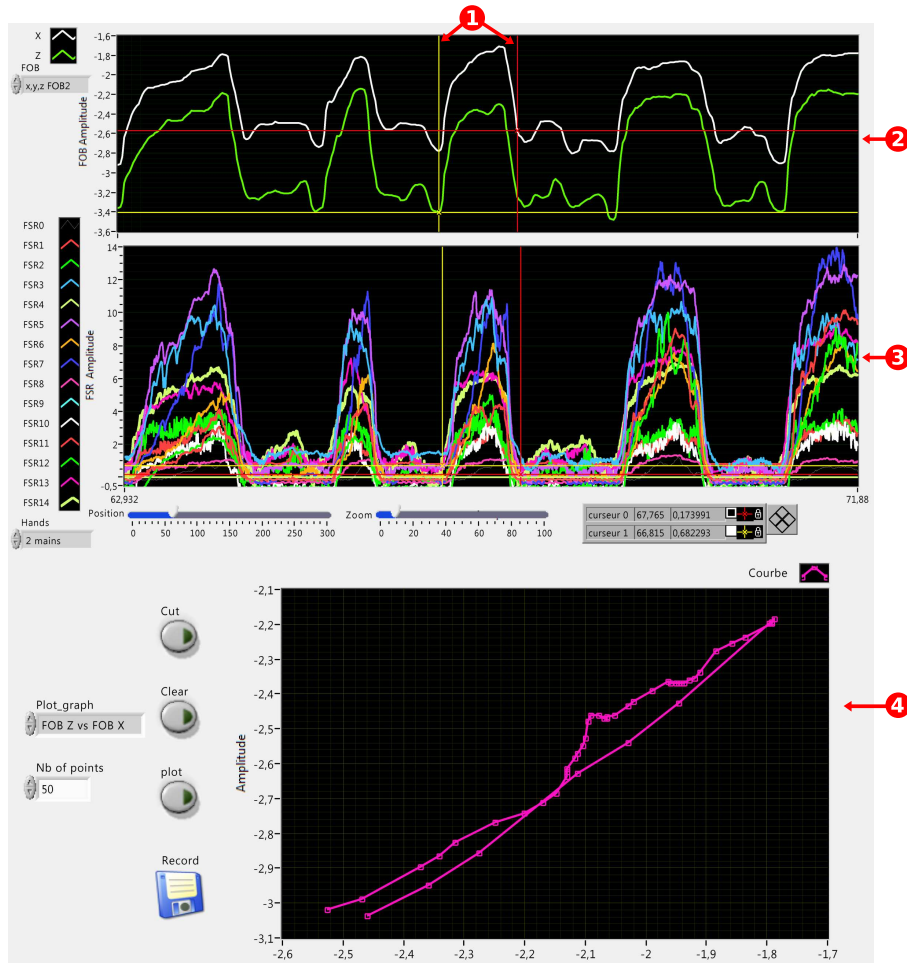 1
X
Z
FOB
x,y,z FOB2
FOB Amplitude
-1,6
-1,8
-2
-2,2
-2,4
-2,6
-2,8
-3
-3,2
-3,4
-3,6
2
FSR0
FSR1
FSR2
FSR3
FSR4
FSR5
FSR6
FSR7
FSR8
FSR9
FSR10
FSR11
FSR12
FSR13
FSR14
FSR Amplitude
14
12
10
8
6
4
2
-0,5
62,932
71,88
3
Hands
2 mains
Position
0 50 100 150 200 250 300
Zoom
0 20 40 60 80 100
curseur 0 67,765 0,173991
curseur 1 66,815 0,682293
Courbe
Cut
Clear
Plot_graph
FOB Z vs FOB X
Nb of points
50
plot
Record
Amplitude
-2,1
-2,2
-2,3
-2,4
-2,5
-2,6
-2,7
-2,8
-2,9
-3
-3,1
-2,6 -2,5 -2,4 -2,3 -2,2 -2,1 -2 -1,9 -1,8 -1,7
4